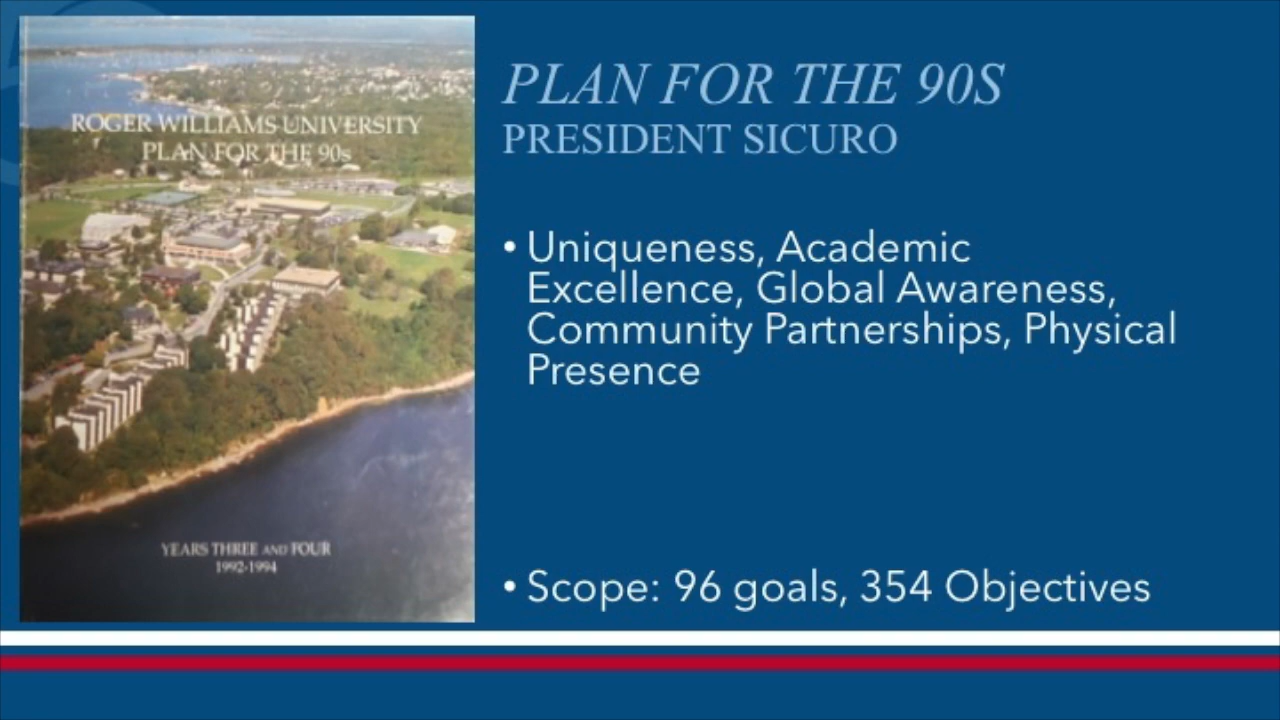 ROGER WILLIAMS UNIVERSITY
PLAN FOR THE 90s
YEARS THREE AND FOUR
1992-1994
PLAN FOR THE 90S
PRESIDENT SICURO
• Uniqueness, Academic
Excellence, Global Awareness,
Community Partnerships, Physical
Presence
• Scope: 96 goals, 354 Objectives